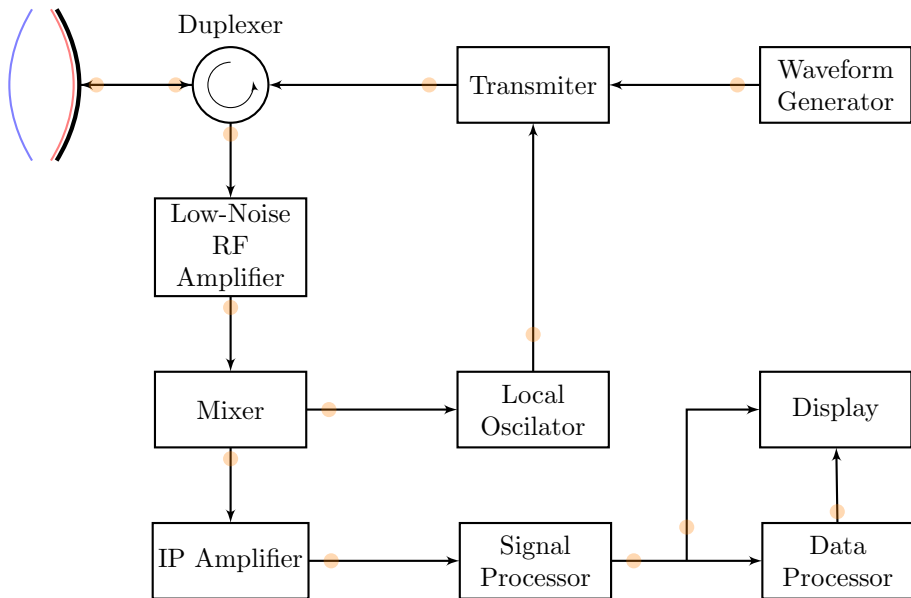 Duplexer
Transmiter
Waveform
Generator
Low-Noise
RF
Amplifier
Mixer
Local
Oscilator
Display
IP Amplifier
Signal
Processor
Data
Processor